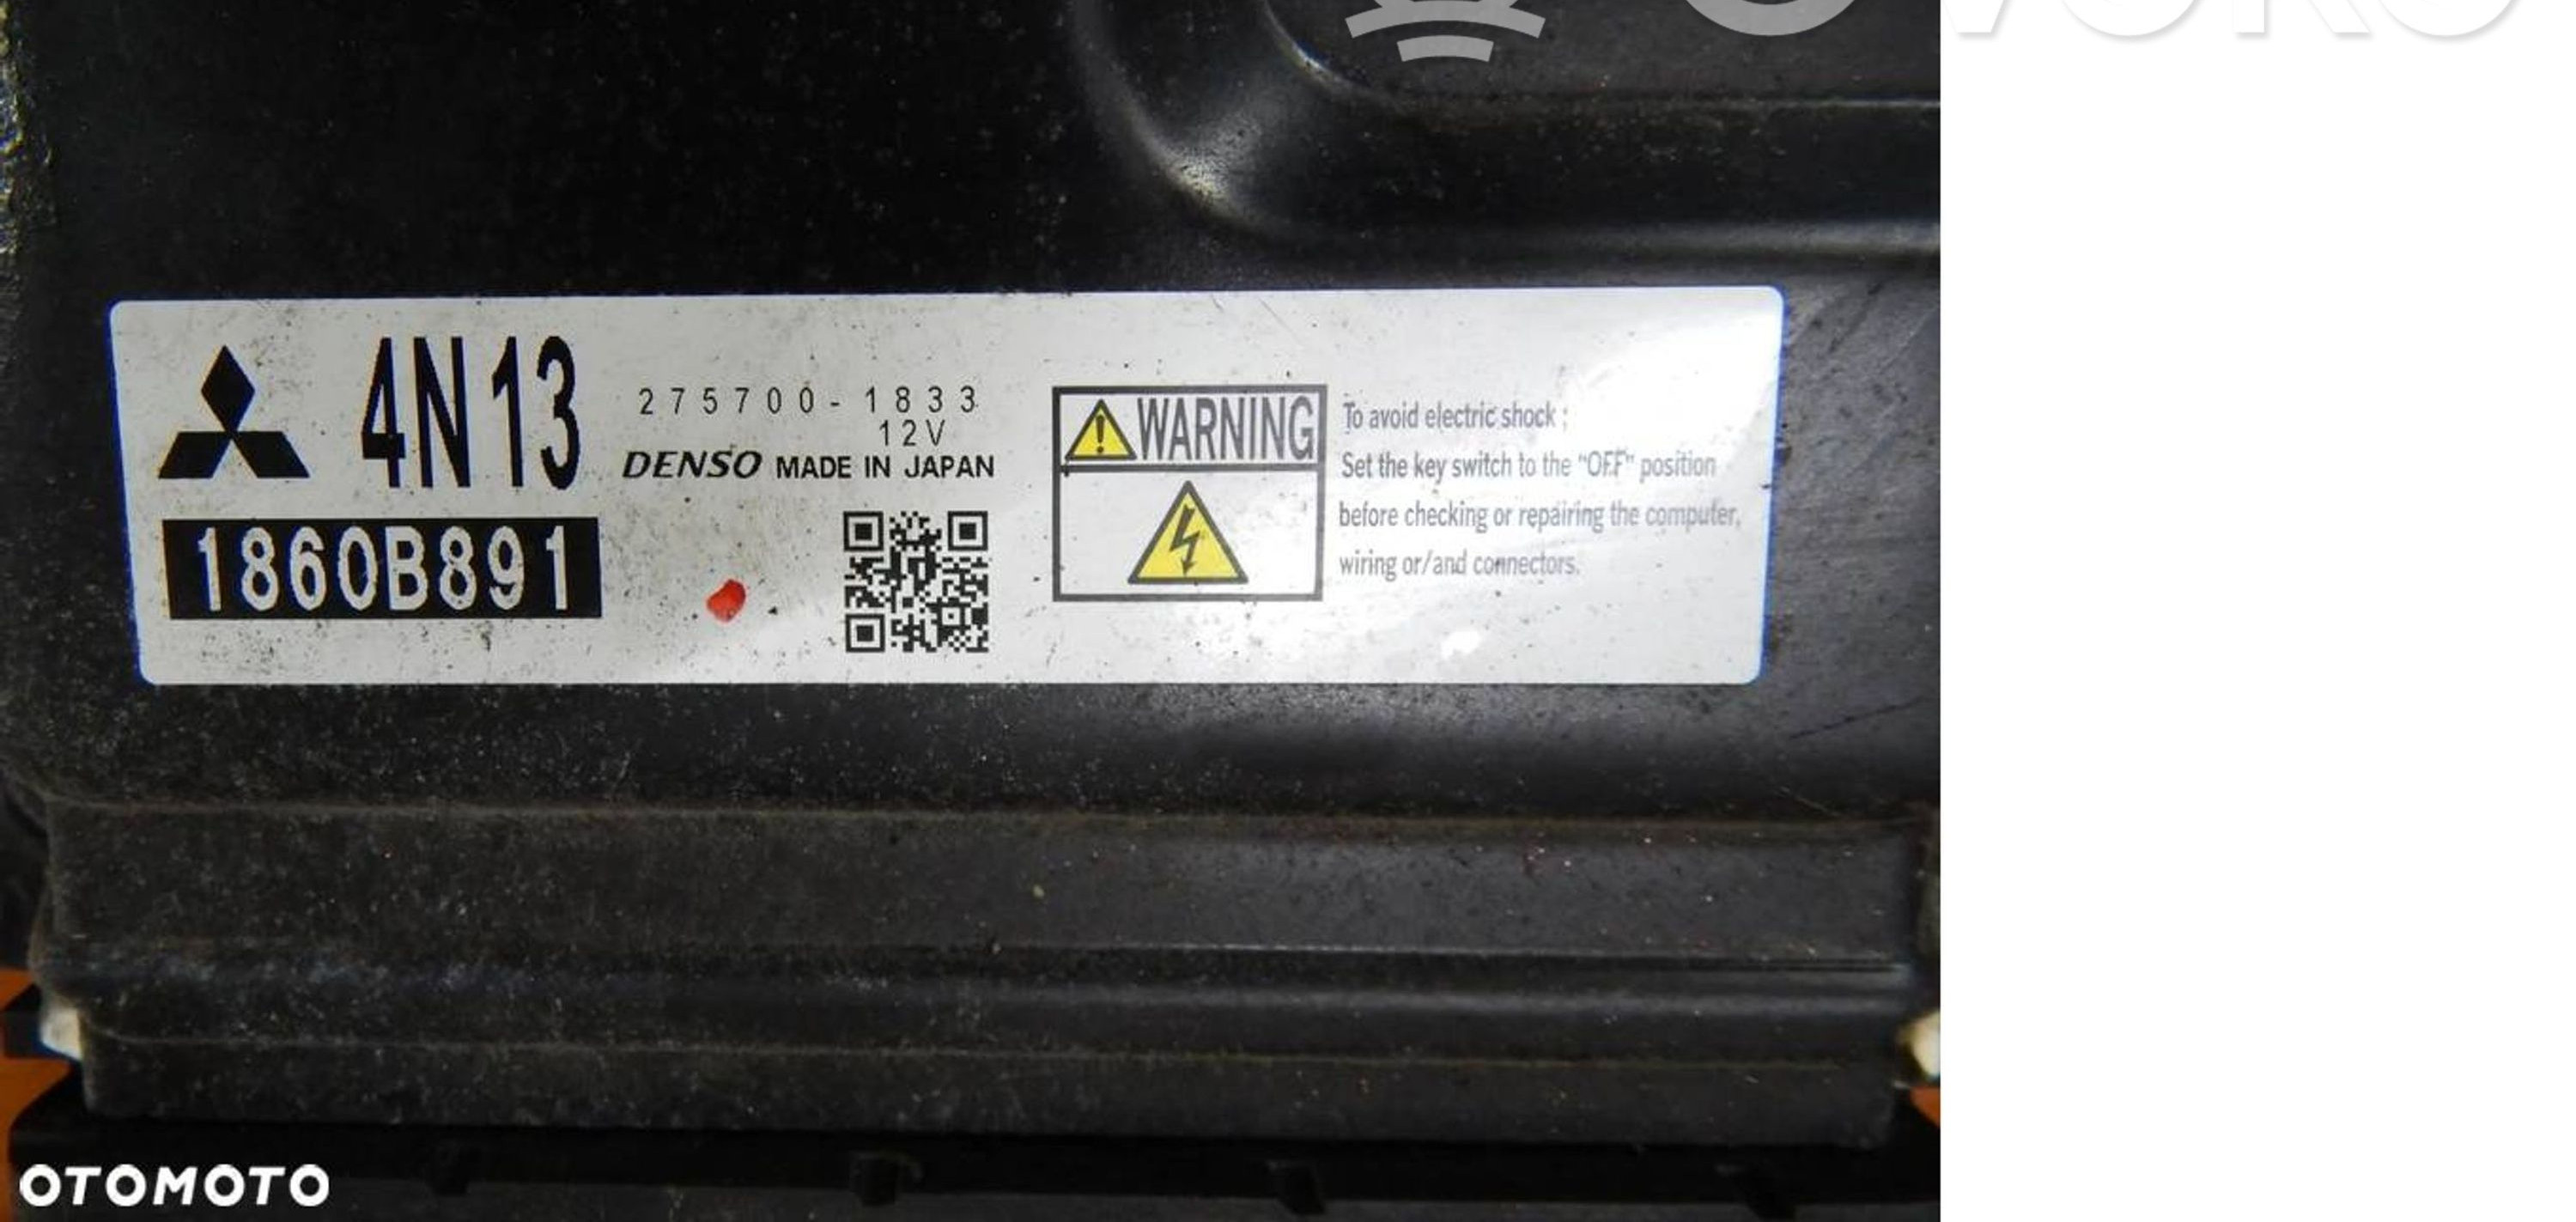 4N13
275700-1833
12V
DENSO MADE IN JAPAN
1860B891
WARNING
To avoid electric shock ;
Set the key switch to the "OFF" position
before checking or repairing the computer,
wiring or/and connectors.
OTOMOTO